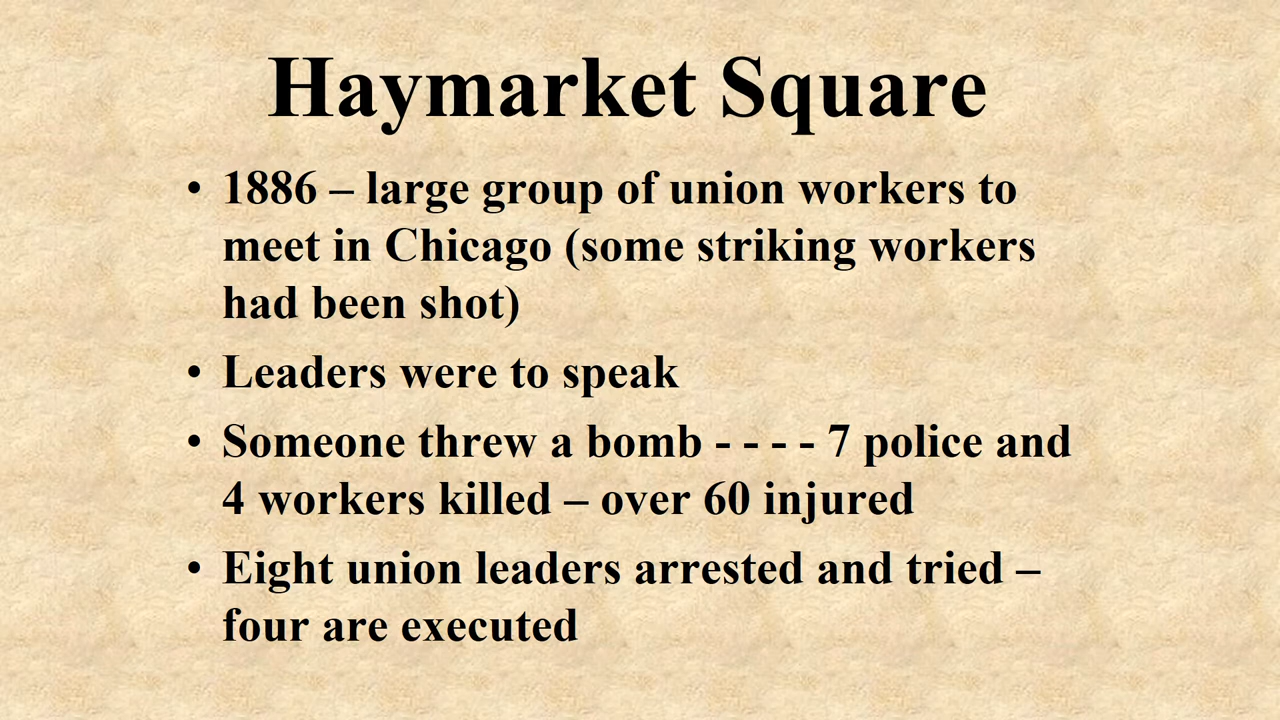 Haymarket Square
• 1886 – large group of union workers to
meet in Chicago (some striking workers
had been shot)
• Leaders were to speak
• Someone threw a bomb - - - - 7 police and
4 workers killed – over 60 injured
• Eight union leaders arrested and tried –
four are executed